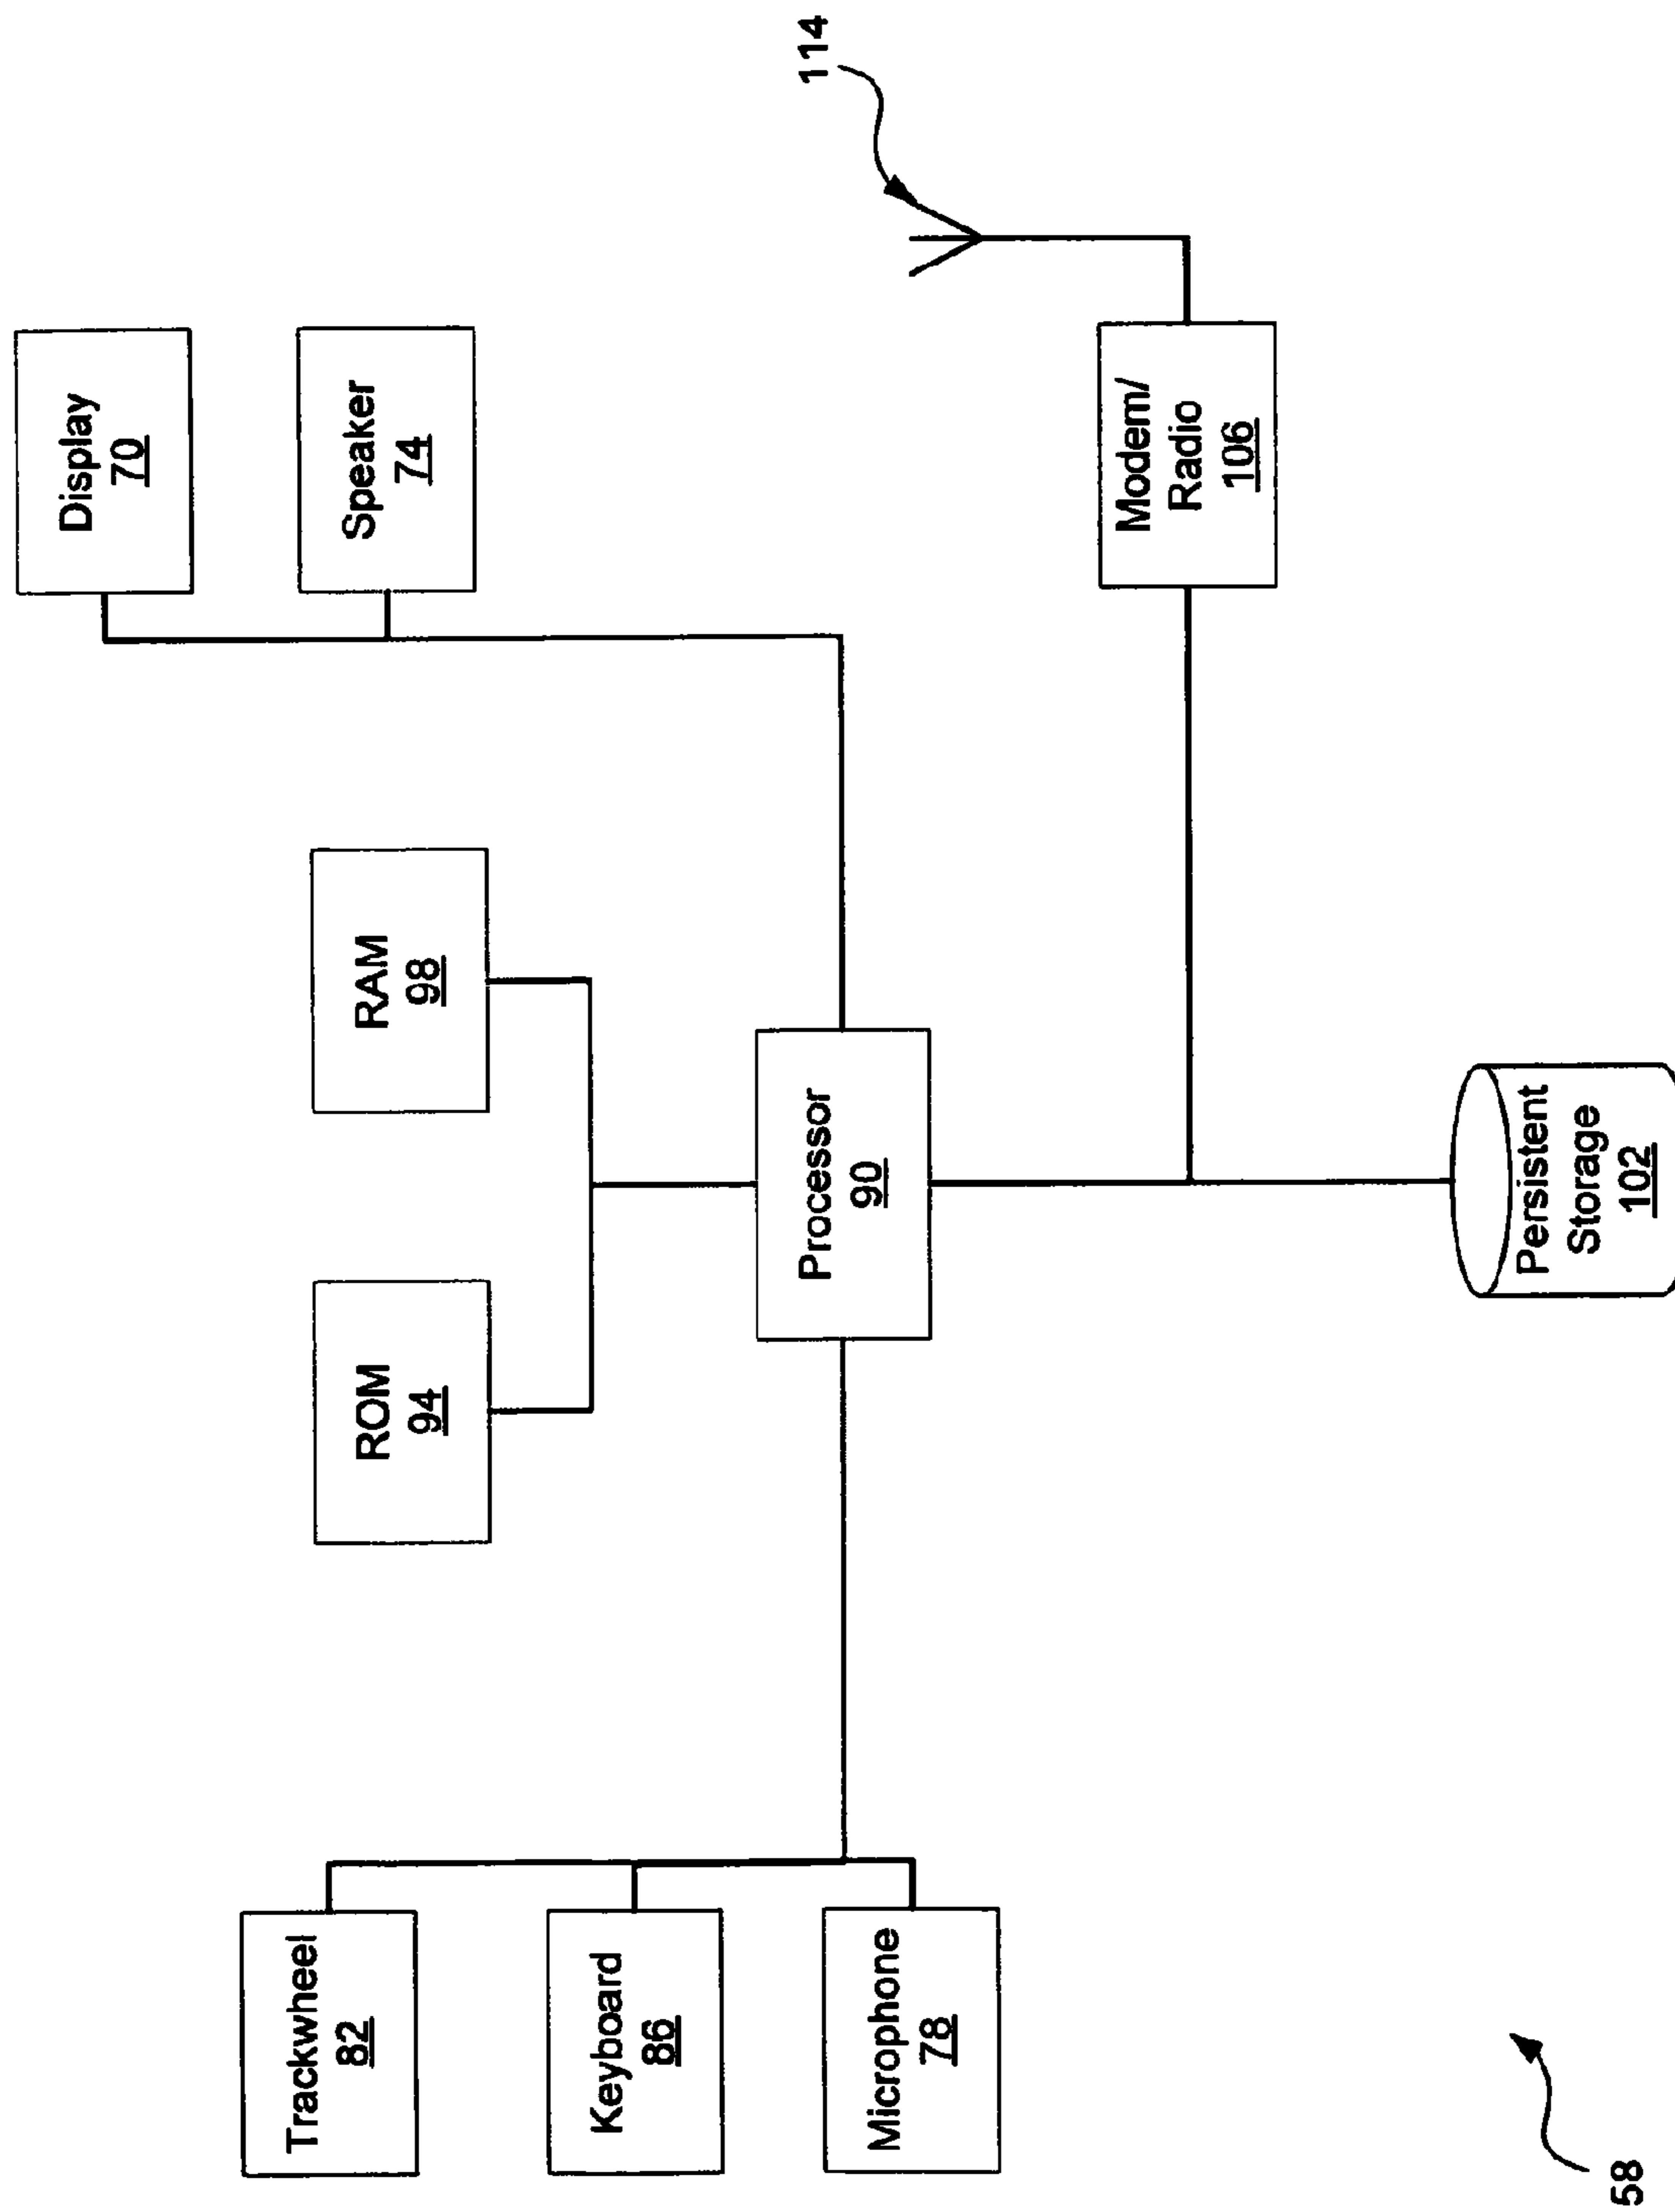 Display
70
Speaker
74
RAM
98
ROM
94
Trackwheel
82
Keyboard
86
Microphone
78
Processor
90
114
Modem/
Radio
106
Persistent
Storage
102
58